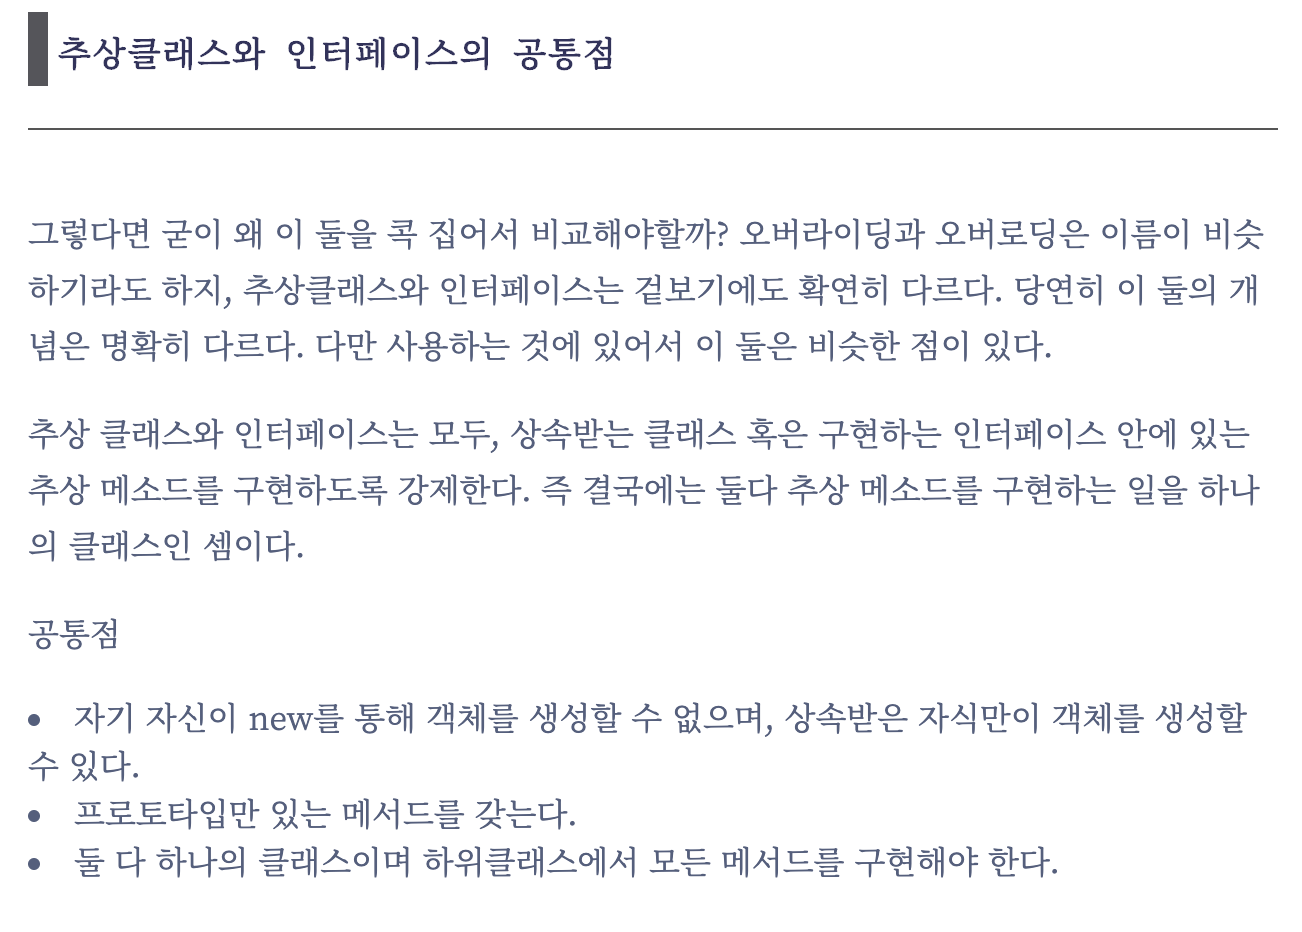 추상클래스와 인터페이스의 공통점
그렇다면 굳이 왜 이 둘을 콕 집어서 비교해야할까? 오버라이딩과 오버로딩은 이름이 비슷
하기라도 하지, 추상클래스와 인터페이스는 겉보기에도 확연히 다르다. 당연히 이 둘의 개
념은 명확히 다르다. 다만 사용하는 것에 있어서 이 둘은 비슷한 점이 있다.
추상 클래스와 인터페이스는 모두, 상속받는 클래스 혹은 구현하는 인터페이스 안에 있는
추상 메소드를 구현하도록 강제한다. 즉 결국에는 둘다 추상 메소드를 구현하는 일을 하나
의 클래스인 셈이다.
공통점
• 자기 자신이 new를 통해 객체를 생성할 수 없으며, 상속받은 자식만이 객체를 생성할
수 있다.
• 프로토타입만 있는 메서드를 갖는다.
• 둘 다 하나의 클래스이며 하위클래스에서 모든 메서드를 구현해야 한다.